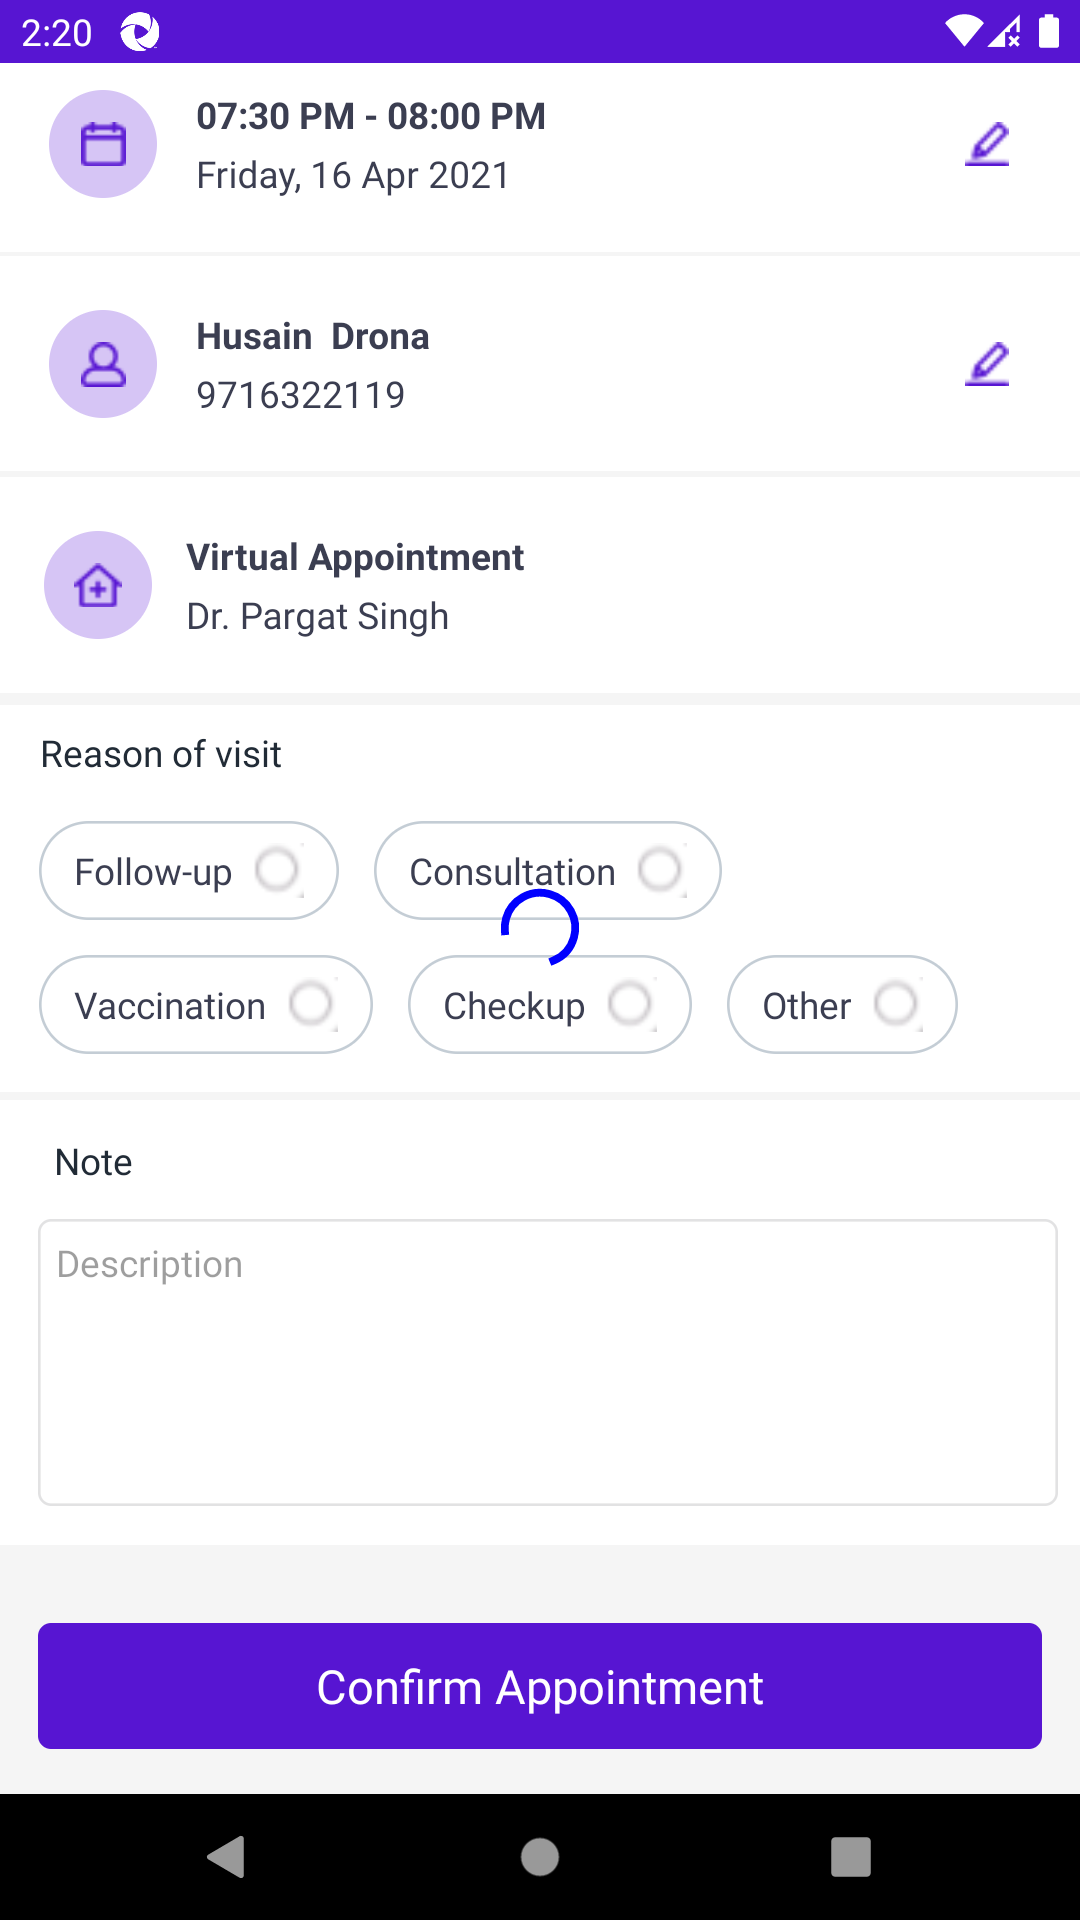 2:20
07:30 PM - 08:00 PM
Friday, 16 Apr 2021
Husain  Drona
9716322119
Virtual Appointment
Dr. Pargat Singh
Reason of visit
Follow-up
Consultation
Vaccination
Checkup
Other
Note
Description
Confirm Appointment